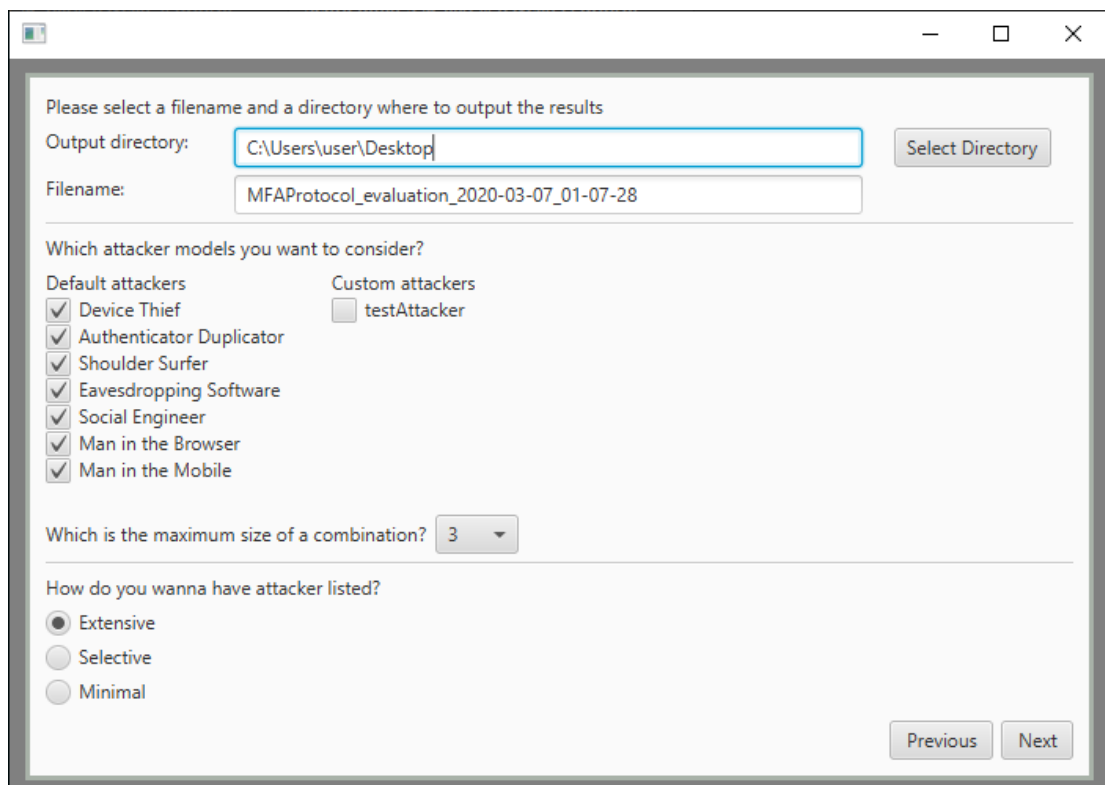 Please select a filename and a directory where to output the results
Output directory: C:\Users\user\Desktop Select Directory
Filename: MFAProtocol_evaluation_2020-03-07_01-07-28
Which attacker models you want to consider?
Default attackers Custom attackers
Device Thief testAttacker
Authenticator Duplicator
Shoulder Surfer
Eavesdropping Software
Social Engineer
Man in the Browser
Man in the Mobile
Which is the maximum size of a combination? 3
How do you wanna have attacker listed?
Extensive
Selective
Minimal
Previous Next